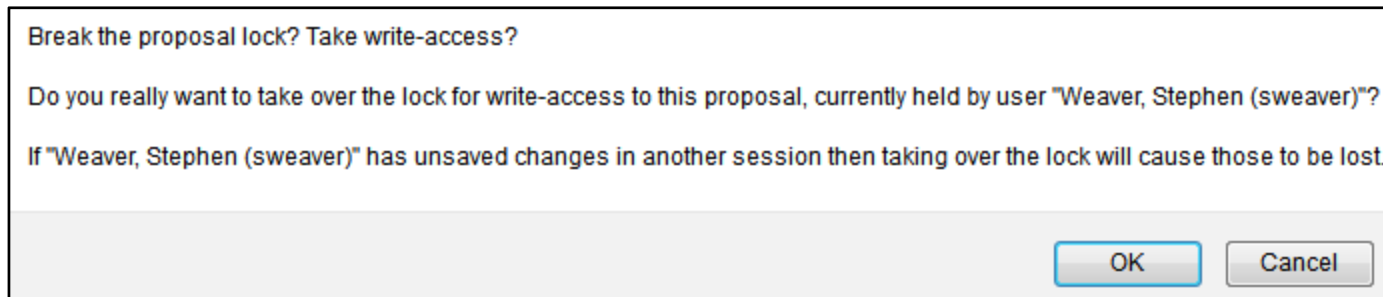 Break the proposal lock? Take write-access?
Do you really want to take over the lock for write-access to this proposal, currently held by user "Weaver, Stephen (sweaver)"?
If "Weaver, Stephen (sweaver)" has unsaved changes in another session then taking over the lock will cause those to be lost.
OK Cancel